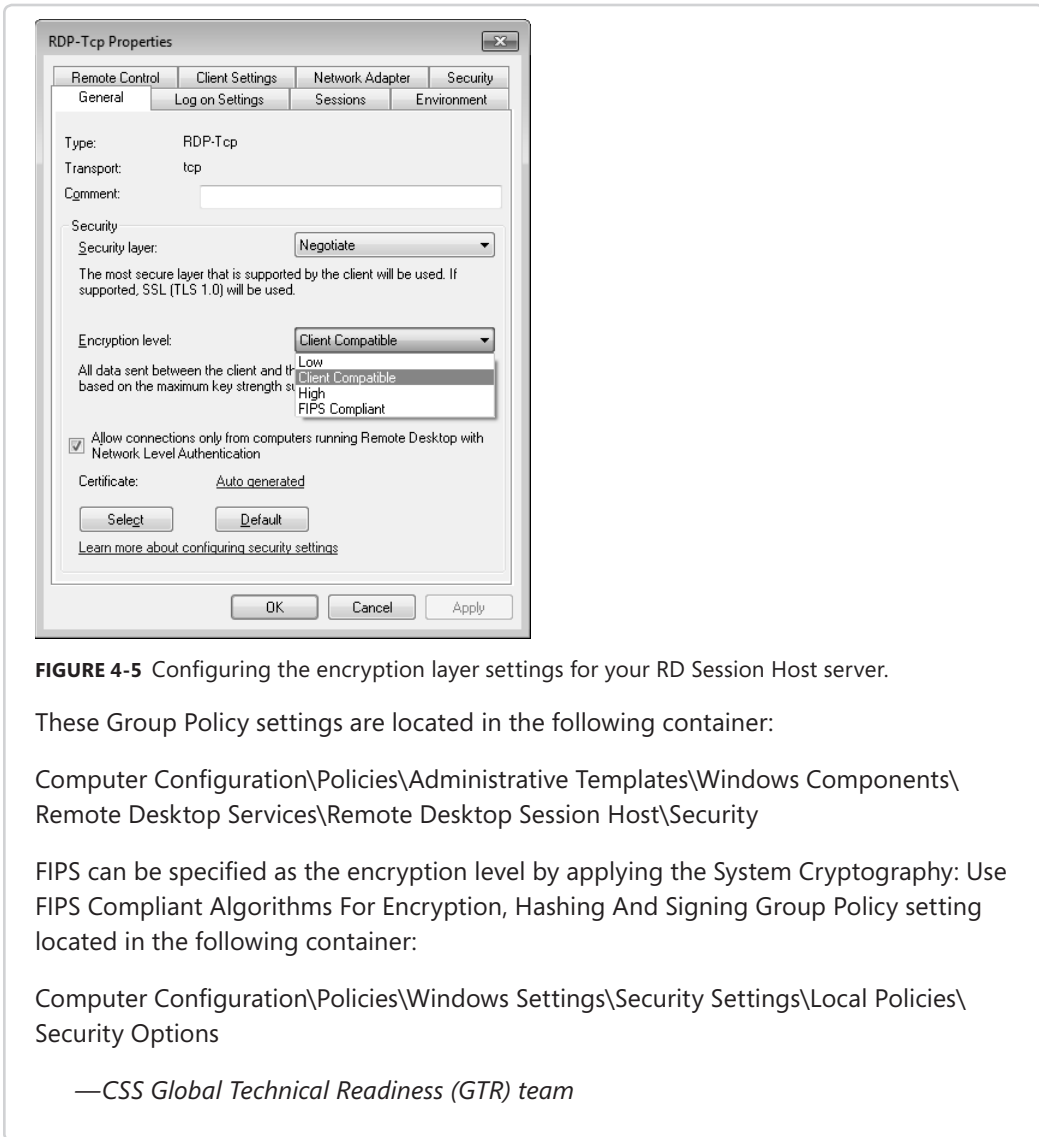 RDP-Tcp Properties
Remote Control
Client Settings
Network Adapter
Security
General
Log on Settings
Sessions
Environment
Type:
RDP-Tcp
Transport:
tcp
Comment:
Security
Security layer:
Negotiate
The most secure layer that is supported by the client will be used. If
supported, SSL (TLS 1.0) will be used.
Encryption level:
Client Compatible
Low
Client Compatible
High
FIPS Compliant
All data sent between the client and th
based on the maximum key strength su
Allow connections only from computers running Remote Desktop with
Network Level Authentication
Certificate:
Auto generated
Select
Default
Learn more about configuring security settings
OK
Cancel
Apply
FIGURE 4-5 Configuring the encryption layer settings for your RD Session Host server.
These Group Policy settings are located in the following container:
Computer Configuration\Policies\Administrative Templates\Windows Components\
Remote Desktop Services\Remote Desktop Session Host\Security
FIPS can be specified as the encryption level by applying the System Cryptography: Use
FIPS Compliant Algorithms For Encryption, Hashing And Signing Group Policy setting
located in the following container:
Computer Configuration\Policies\Windows Settings\Security Settings\Local Policies\
Security Options
—CSS Global Technical Readiness (GTR) team